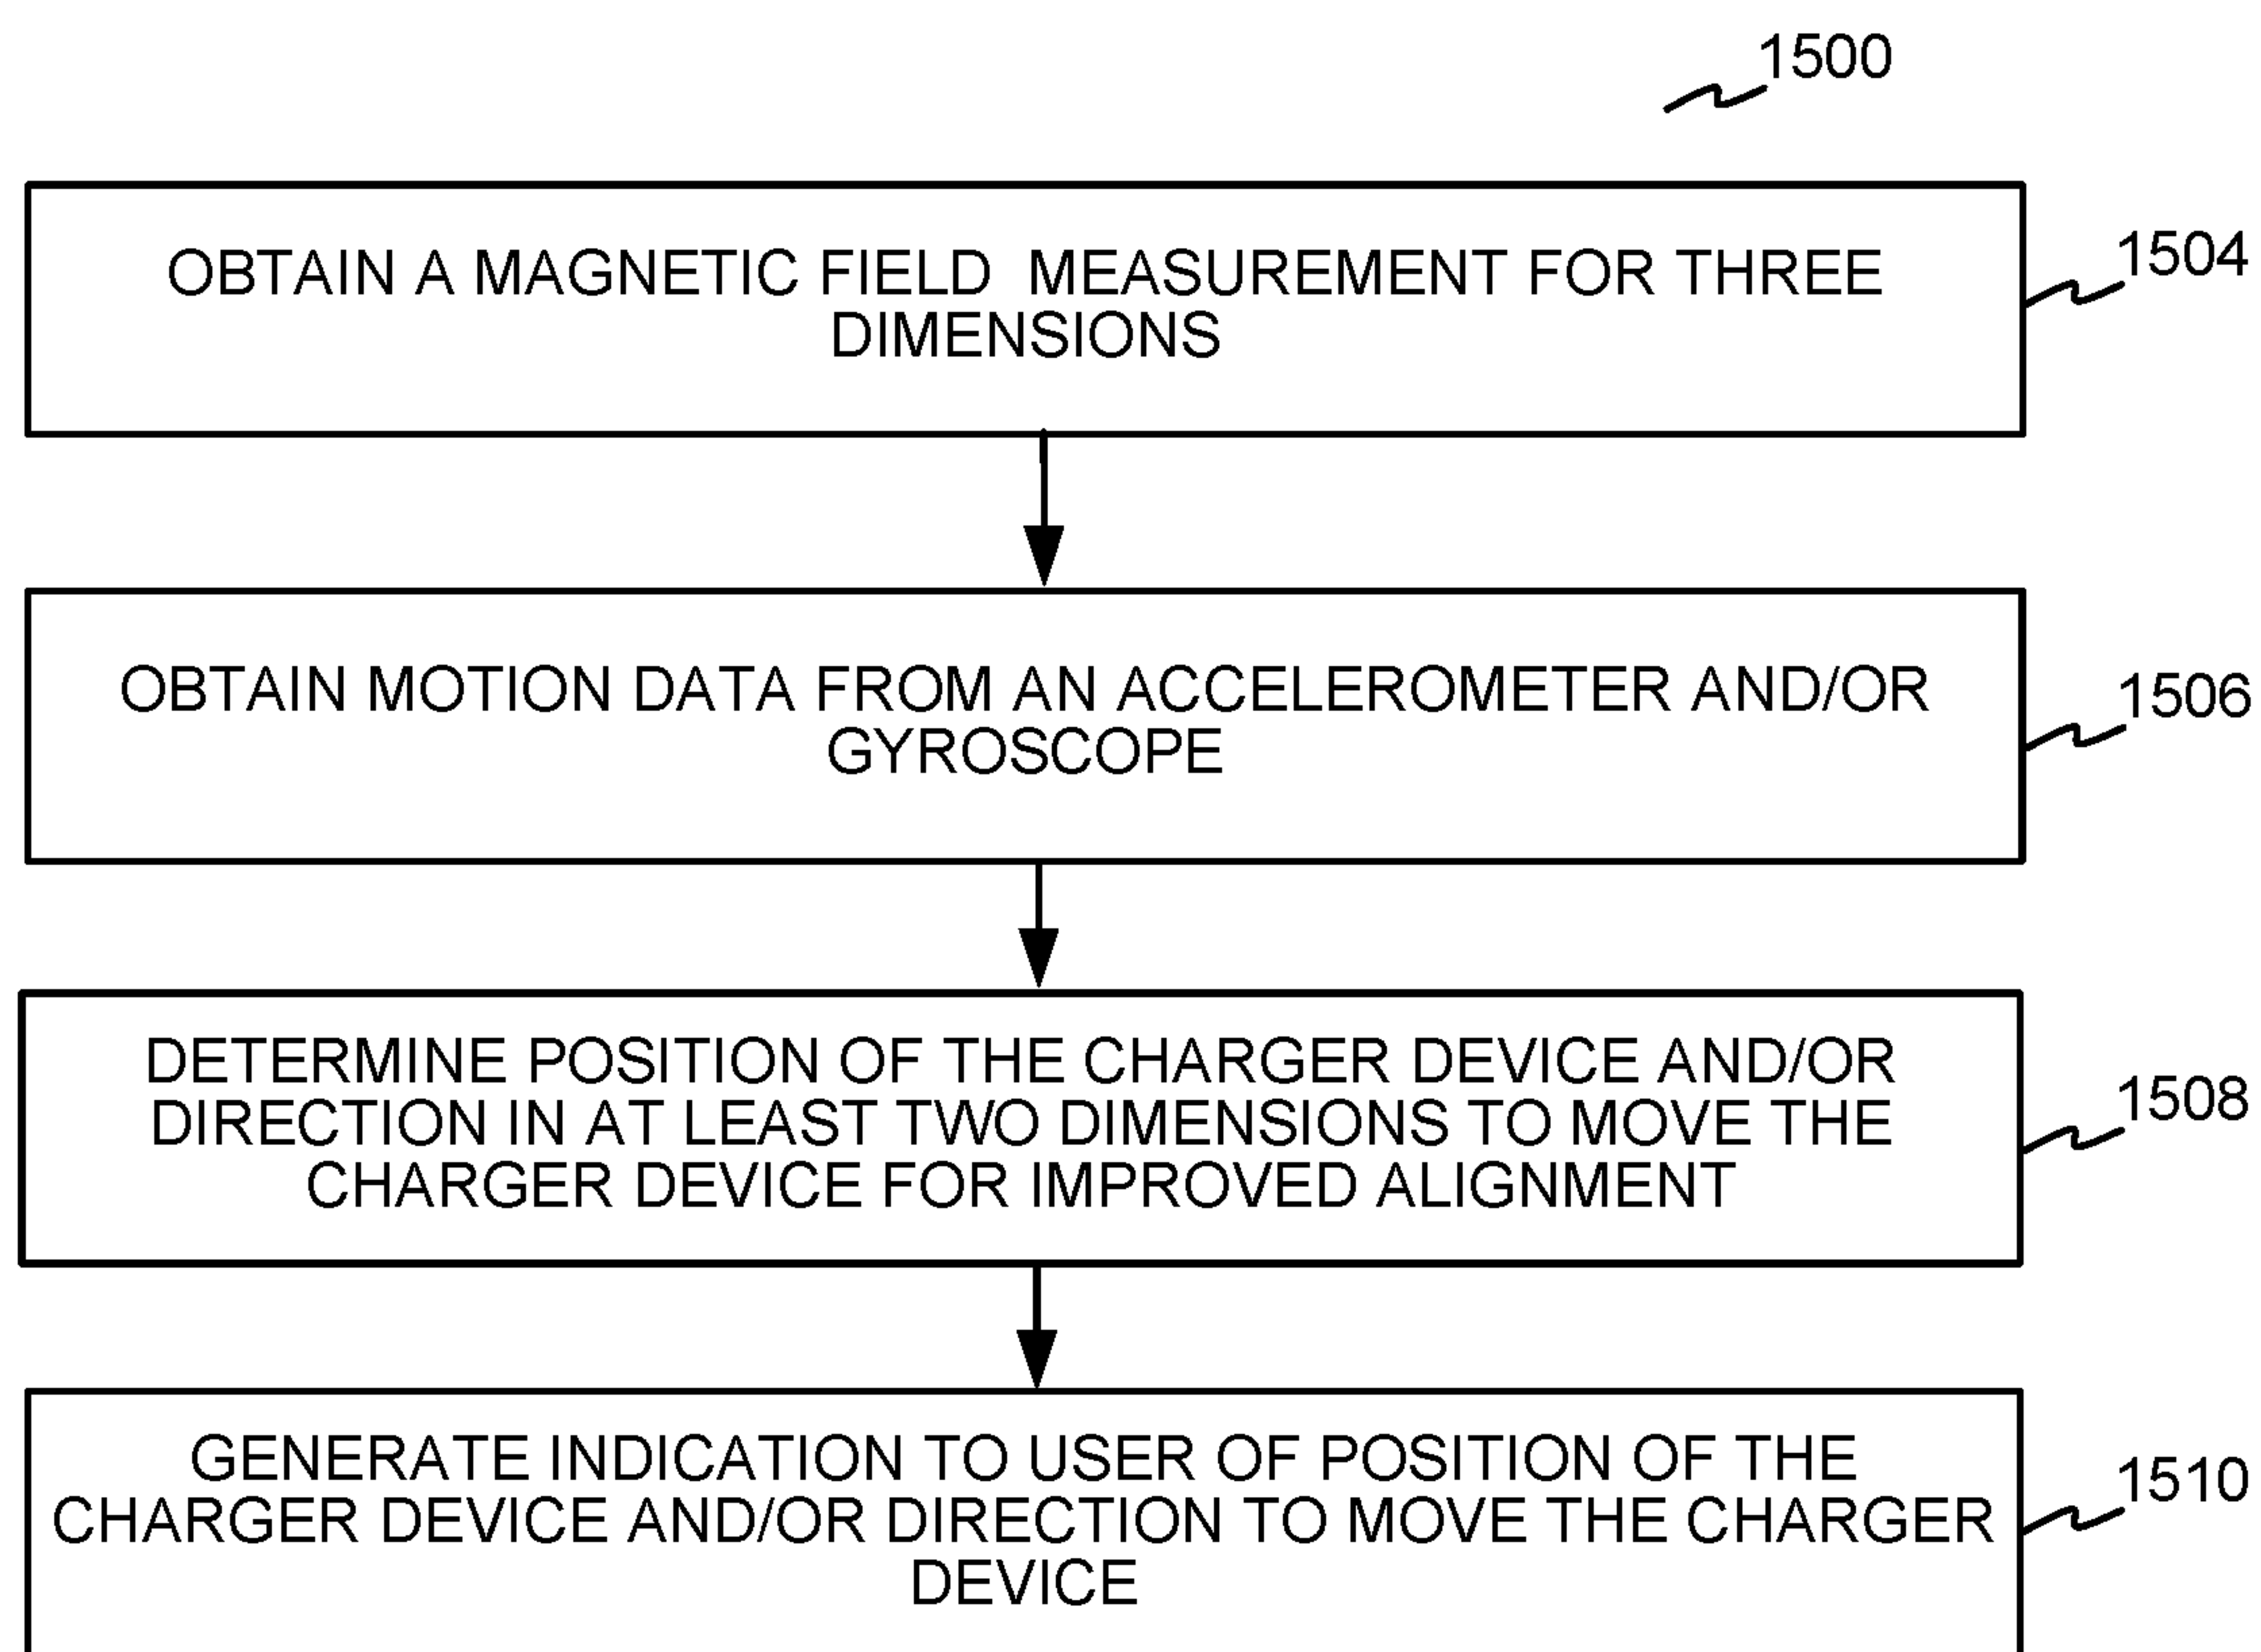 1500
OBTAIN A MAGNETIC FIELD MEASUREMENT FOR THREE
DIMENSIONS
1504
OBTAIN MOTION DATA FROM AN ACCELEROMETER AND/OR
GYROSCOPE
1506
DETERMINE POSITION OF THE CHARGER DEVICE AND/OR
DIRECTION IN AT LEAST TWO DIMENSIONS TO MOVE THE
CHARGER DEVICE FOR IMPROVED ALIGNMENT
1508
GENERATE INDICATION TO USER OF POSITION OF THE
CHARGER DEVICE AND/OR DIRECTION TO MOVE THE CHARGER
DEVICE
1510